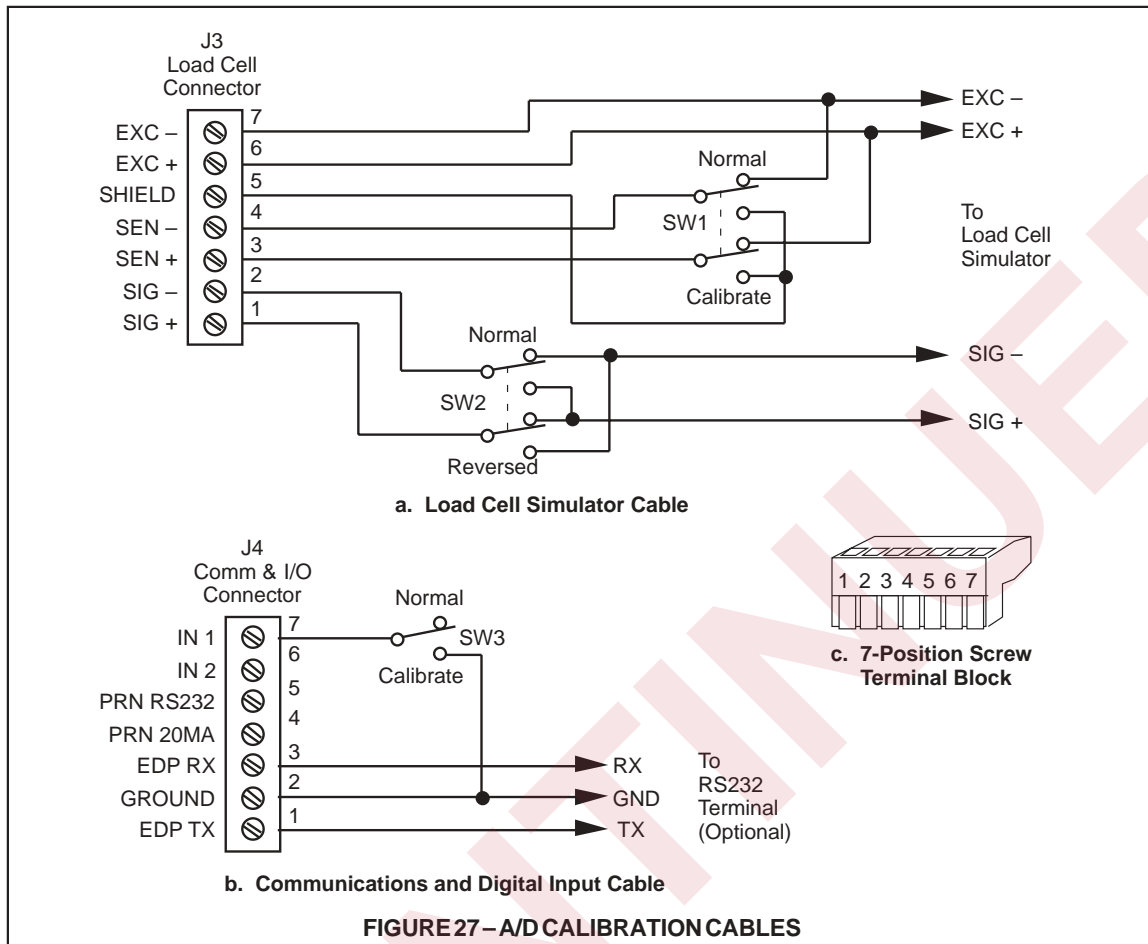 J3
Load Cell
Connector
7
EXC –
EXC –
6
EXC +
EXC +
Normal
5
SHIELD
4
SEN –
SW1
To
Load Cell
Simulator
3
SEN +
2
SIG –
Calibrate
1
SIG +
Normal
SIG –
SW2
SIG +
Reversed
a. Load Cell Simulator Cable
J4
Comm & I/O
Connector
Normal
7
IN 1
SW3
6
IN 2
Calibrate
5
PRN RS232
4
PRN 20MA
3
EDP RX
RX
2
GROUND
GND
1
EDP TX
TX
To
RS232
Terminal
(Optional)
1 2 3 4 5 6 7
c. 7-Position Screw
Terminal Block
b. Communications and Digital Input Cable
FIGURE 27 – A/D CALIBRATION CABLES